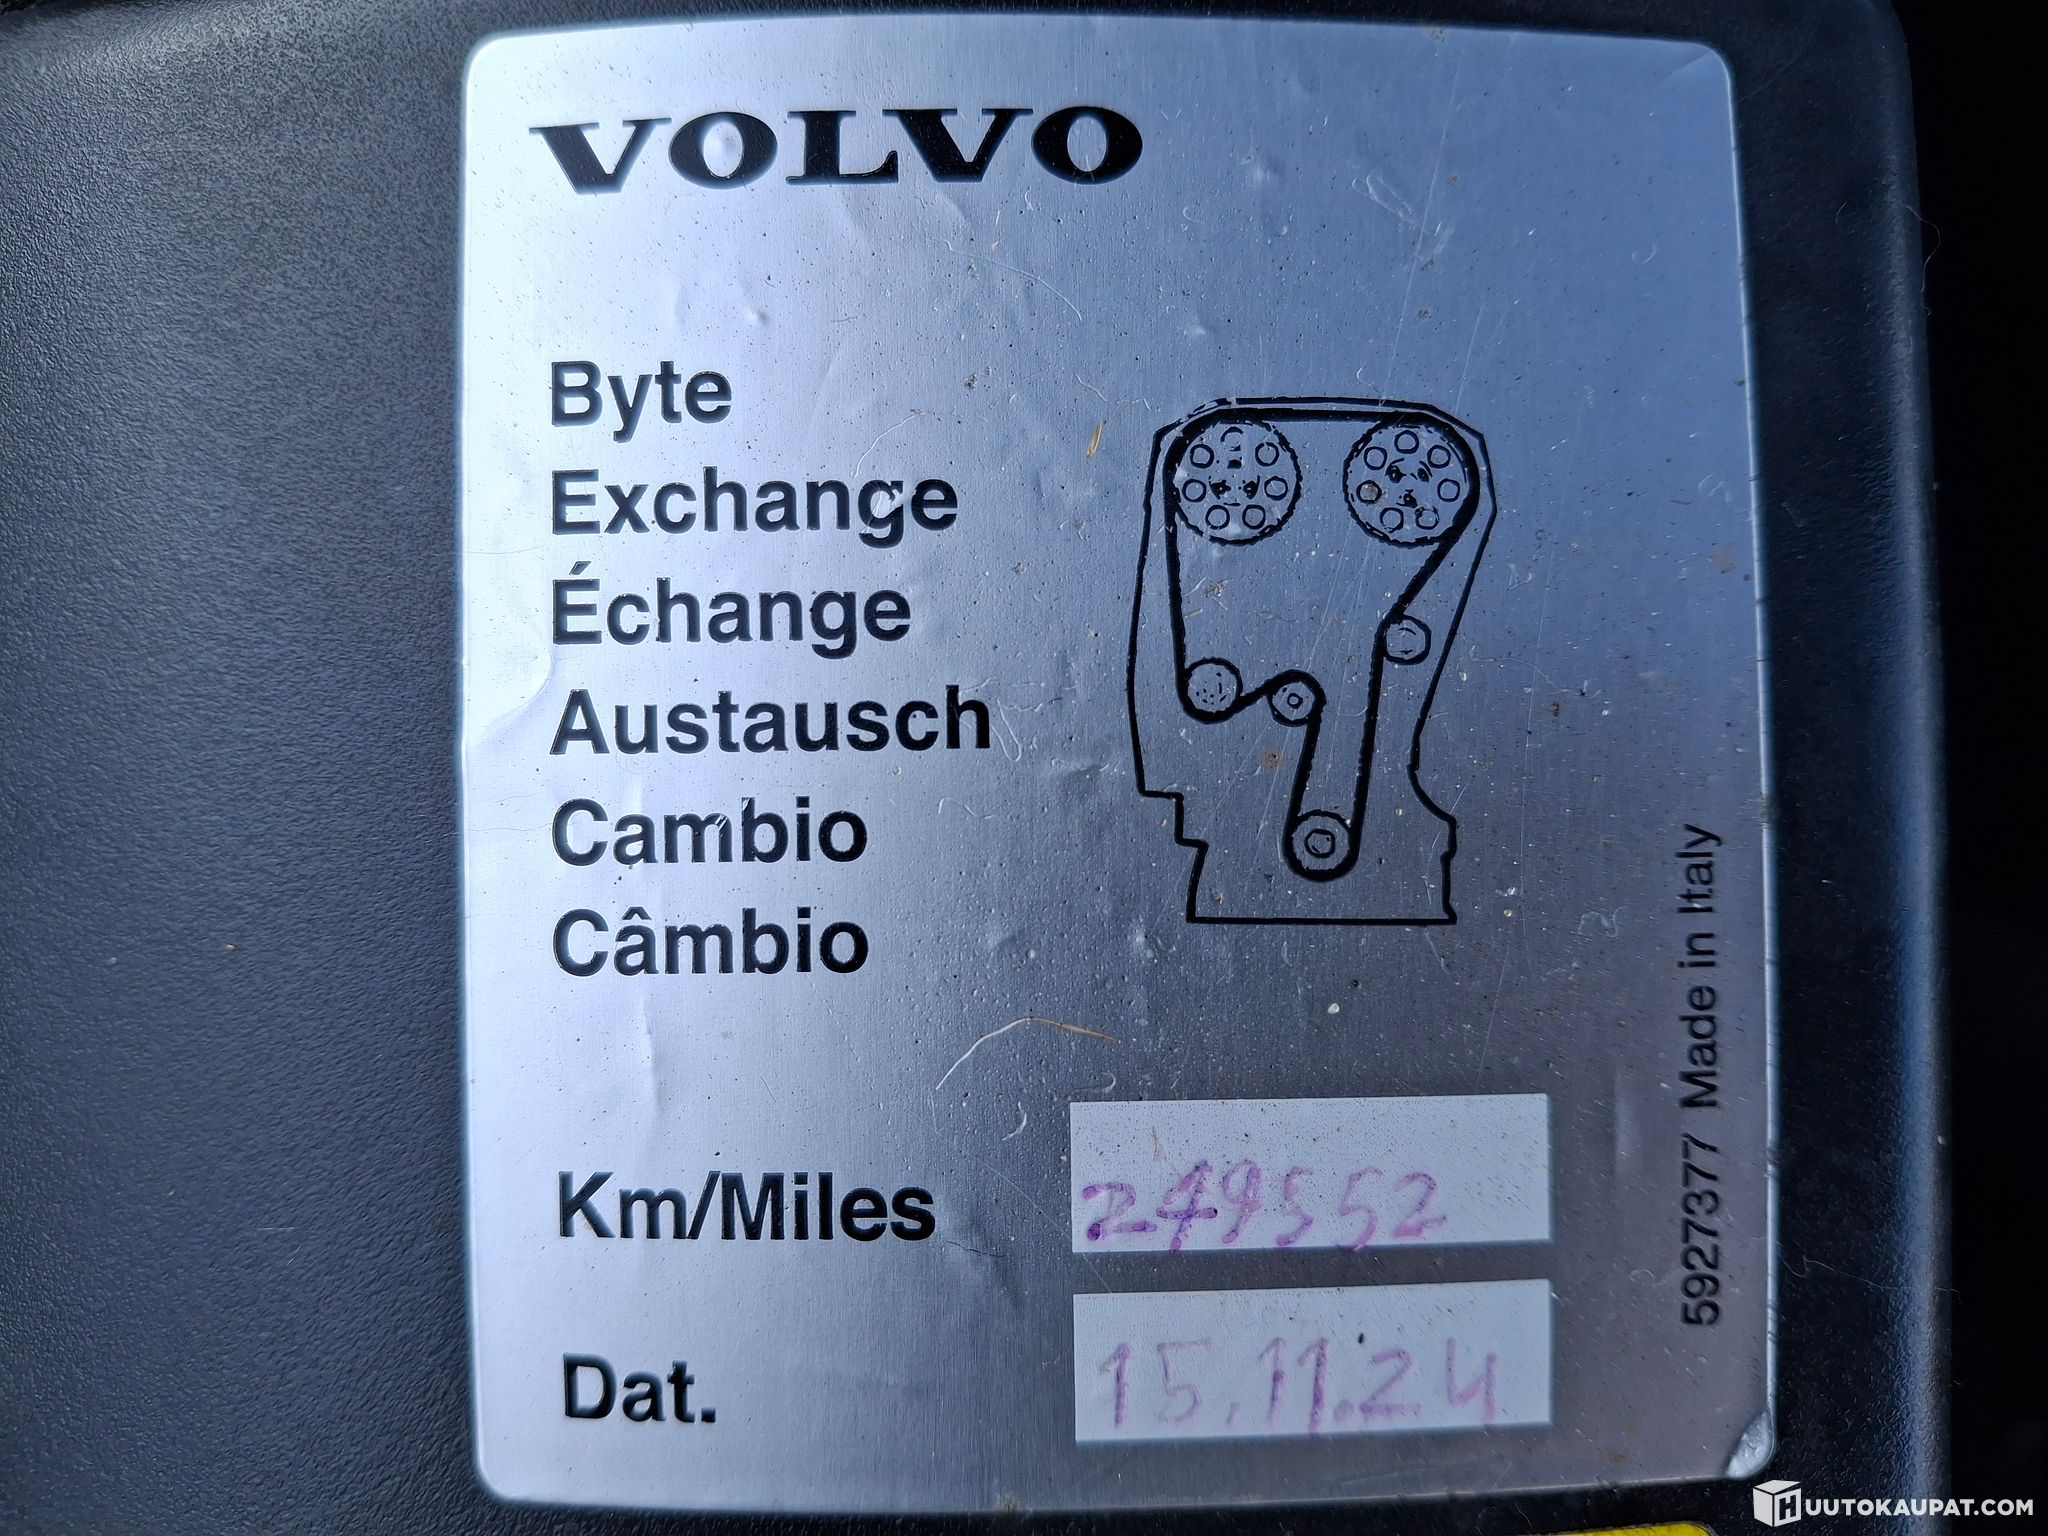 VOLVO
Byte
Exchange
Échange
Austausch
Cambio
Câmbio
Km/Miles 249552
Dat. 15.11.24
5927377 Made in Italy
HUUTOKAUPAT.COM